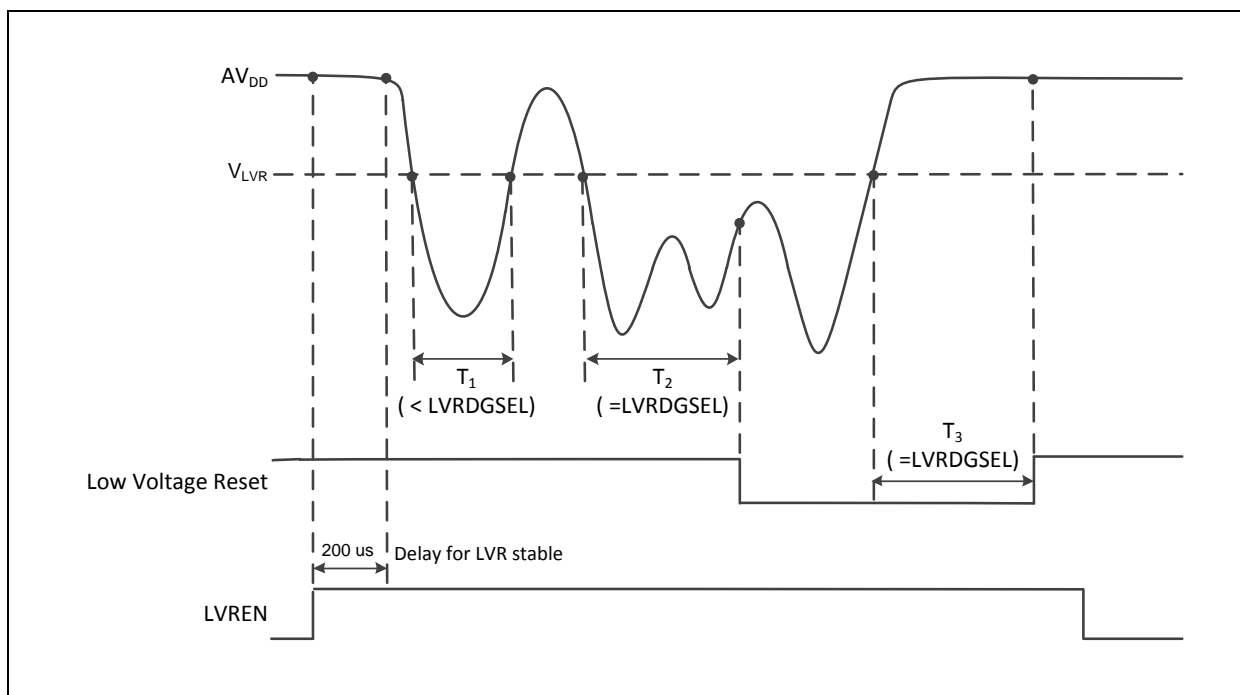 AVDD
VLVR
T1
( < LVRDGSEL)
T2
( =LVRDGSEL)
T3
( =LVRDGSEL)
Low Voltage Reset
200 us
Delay for LVR stable
LVREN